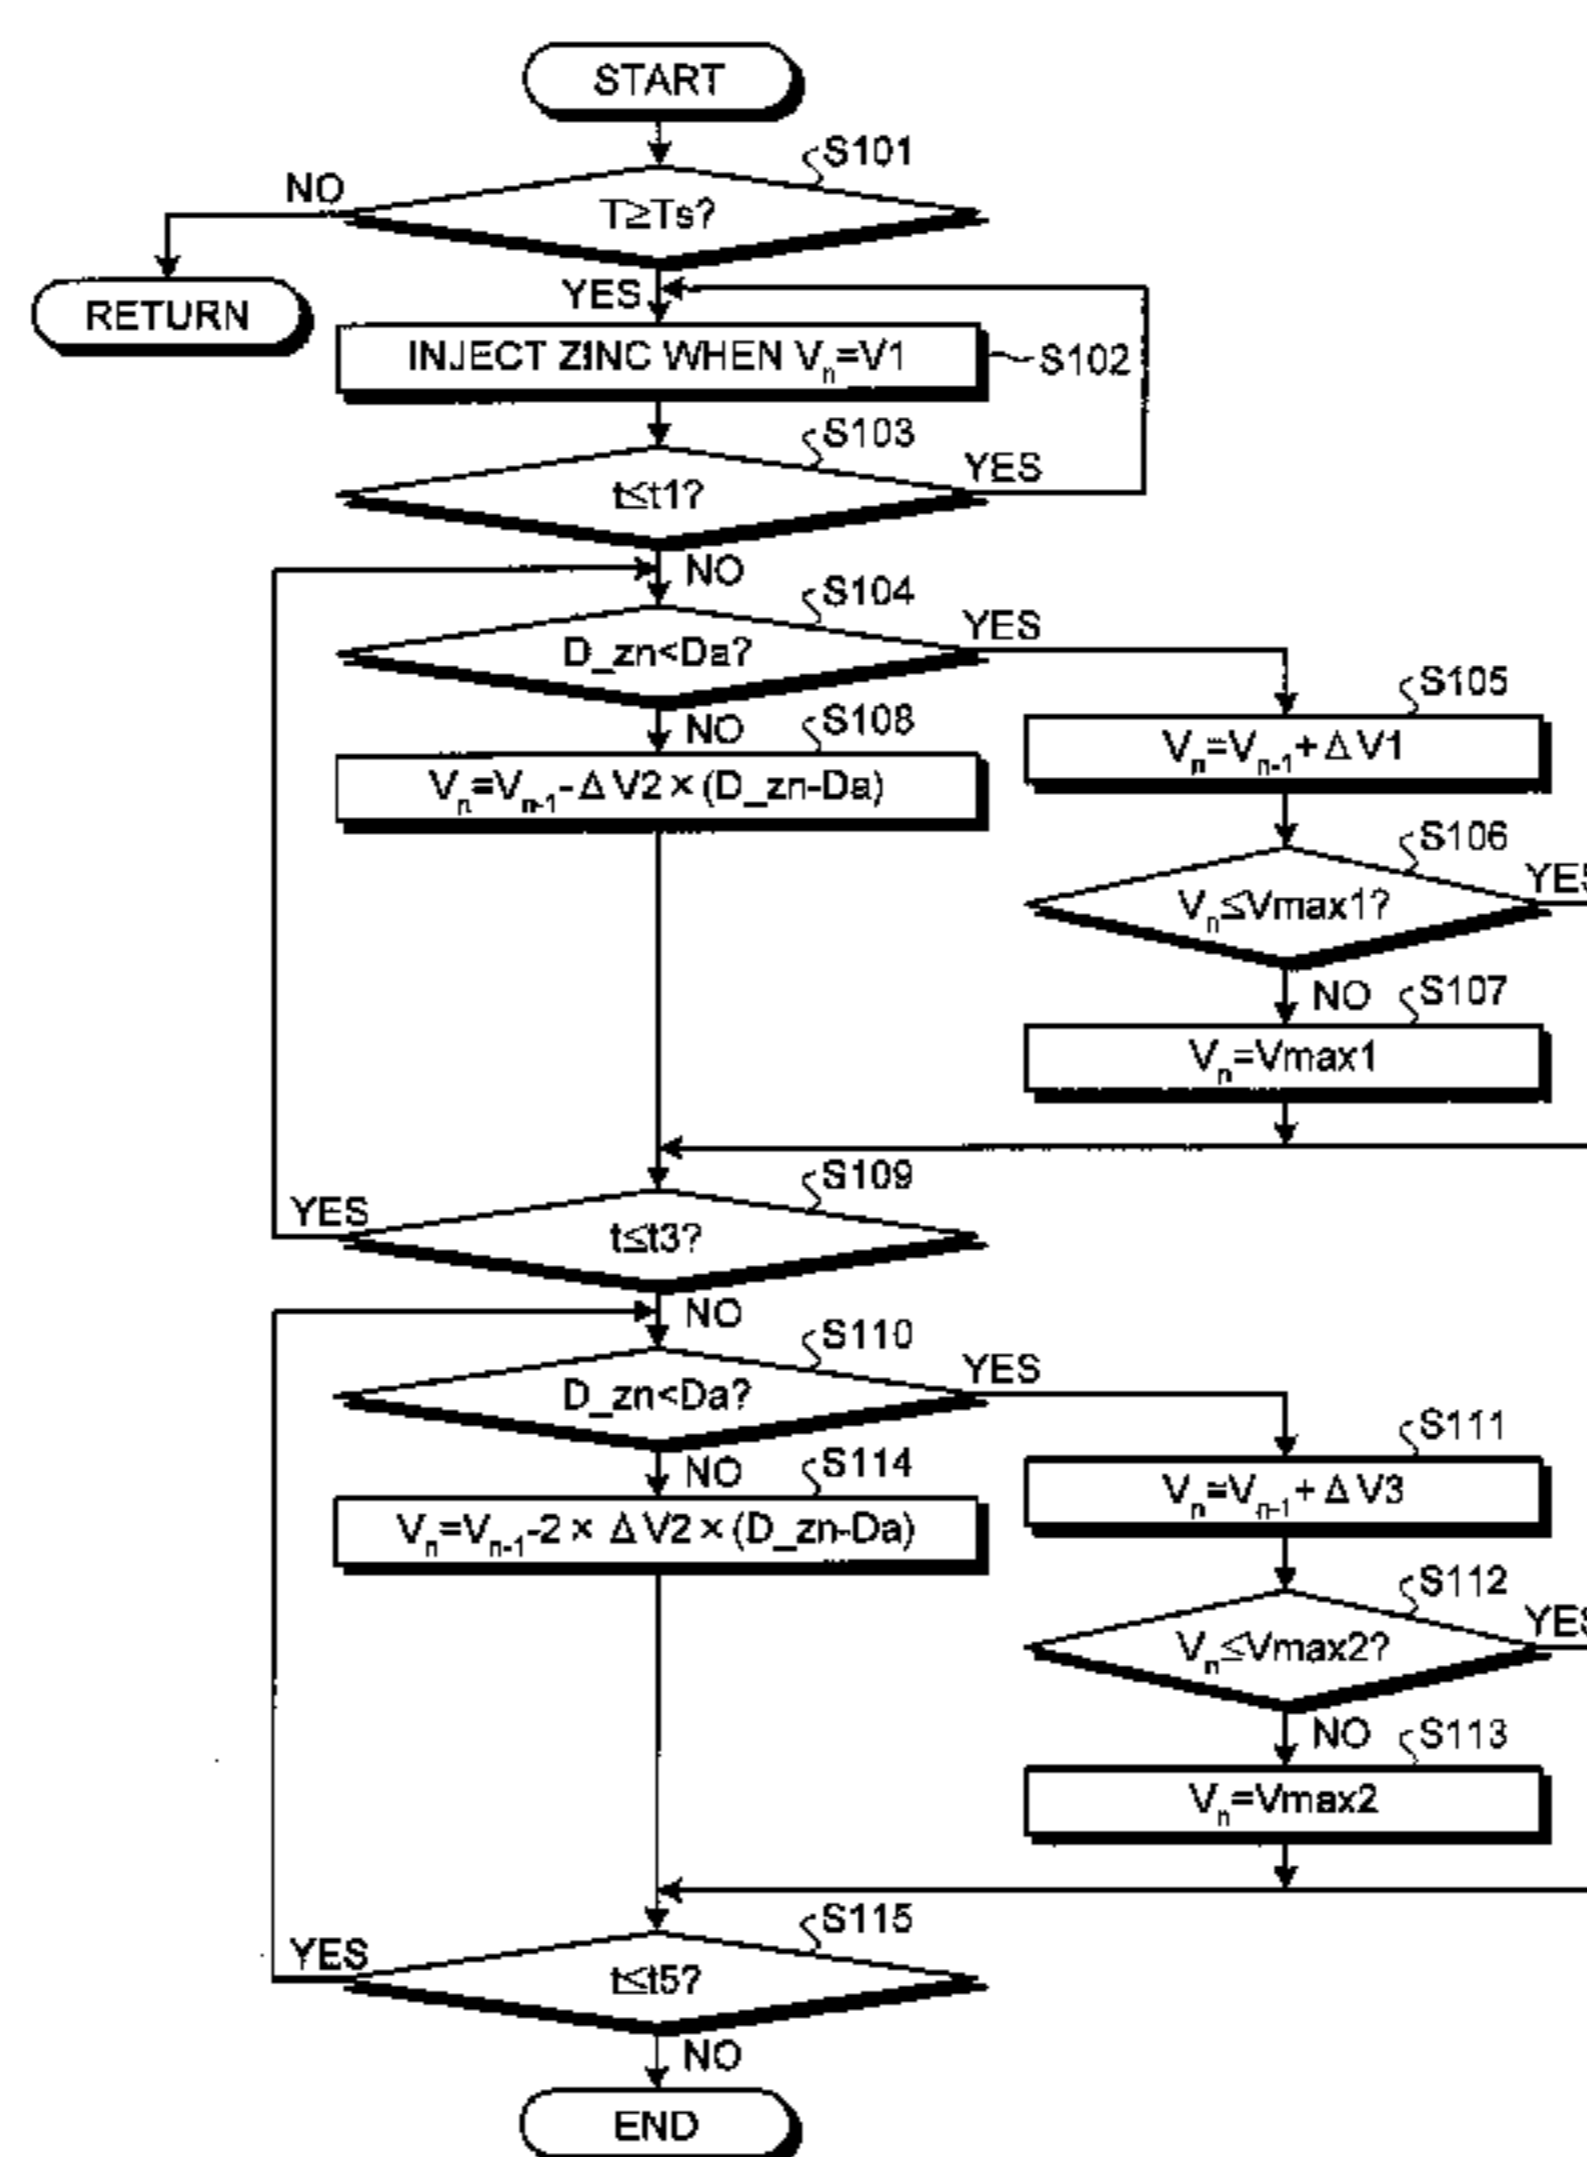 START
S101
NO
T≥Ts?
RETURN
YES
INJECT ZINC WHEN Vn=V1
S102
S103
YES
t≤t1?
NO
S104
YES
D_zn<Da?
S105
NO
S108
Vn=Vn-1+ΔV1
Vn=Vn-1-ΔV2×(D_zn-Da)
S106
YES
Vn≤Vmax1?
NO
S107
Vn=Vmax1
S109
YES
t≤t3?
NO
S110
YES
D_zn<Da?
S111
NO
S114
Vn=Vn-1+ΔV3
Vn=Vn-1-2×ΔV2×(D_zn-Da)
S112
YES
Vn≤Vmax2?
NO
S113
Vn=Vmax2
S115
YES
t≤t5?
NO
END